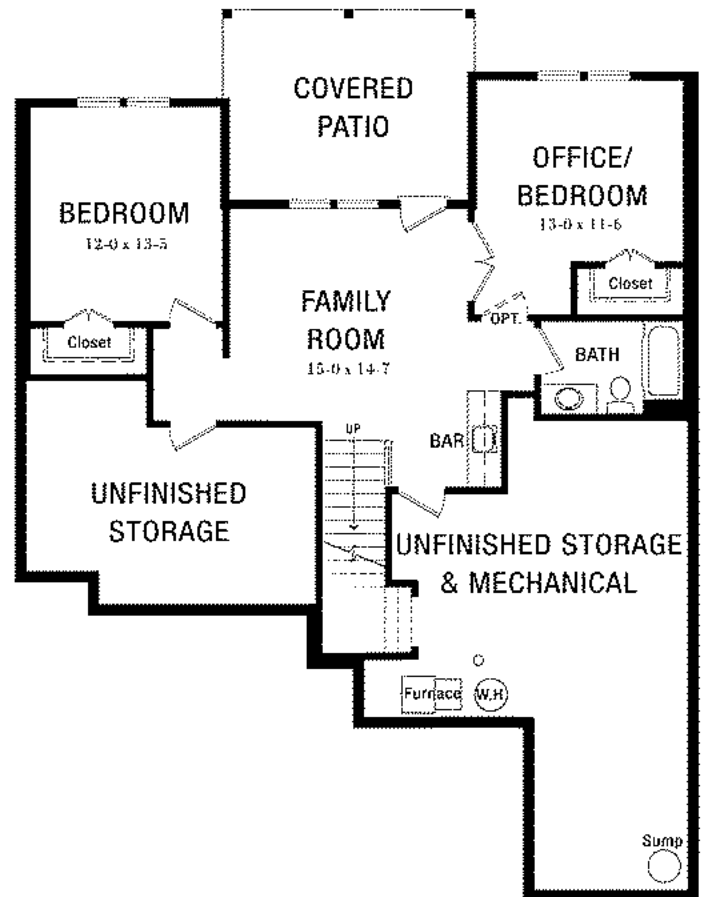 COVERED
PATIO
OFFICE/
BEDROOM
13-0 x 11-6
BEDROOM
12-0 x 13-5
Closet
FAMILY
ROOM
15-0 x 14-7
OPT.
Closet
BATH
UP
BAR
UNFINISHED
STORAGE
UNFINISHED STORAGE
& MECHANICAL
Furnace
W.H
Sump